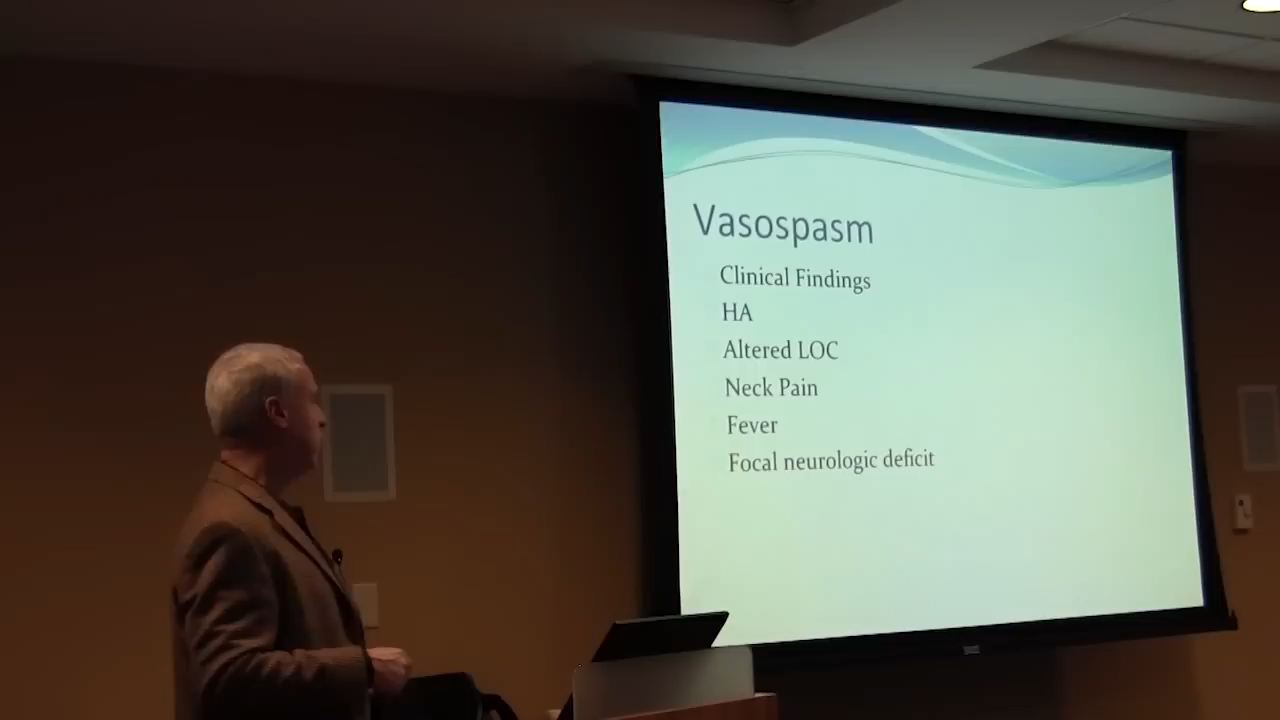 Vasospasm
Clinical Findings
HA
Altered LOC
Neck Pain
Fever
Focal neurologic deficit